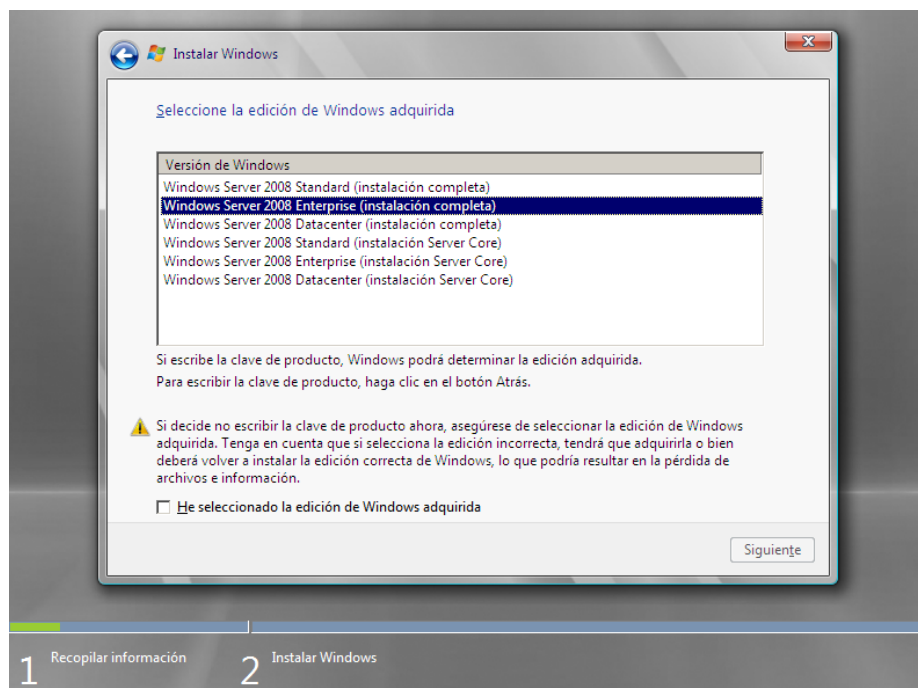 Instalar Windows
Seleccione la edición de Windows adquirida
Versión de Windows
Windows Server 2008 Standard (instalación completa)
Windows Server 2008 Enterprise (instalación completa)
Windows Server 2008 Datacenter (instalación completa)
Windows Server 2008 Standard (instalación Server Core)
Windows Server 2008 Enterprise (instalación Server Core)
Windows Server 2008 Datacenter (instalación Server Core)
Si escribe la clave de producto, Windows podrá determinar la edición adquirida.
Para escribir la clave de producto, haga clic en el botón Atrás.
Si decide no escribir la clave de producto ahora, asegúrese de seleccionar la edición de Windows
adquirida. Tenga en cuenta que si selecciona la edición incorrecta, tendrá que adquirirla o bien
deberá volver a instalar la edición correcta de Windows, lo que podría resultar en la pérdida de
archivos e información.
He seleccionado la edición de Windows adquirida
Siguiente
1 Recopilar información
2 Instalar Windows